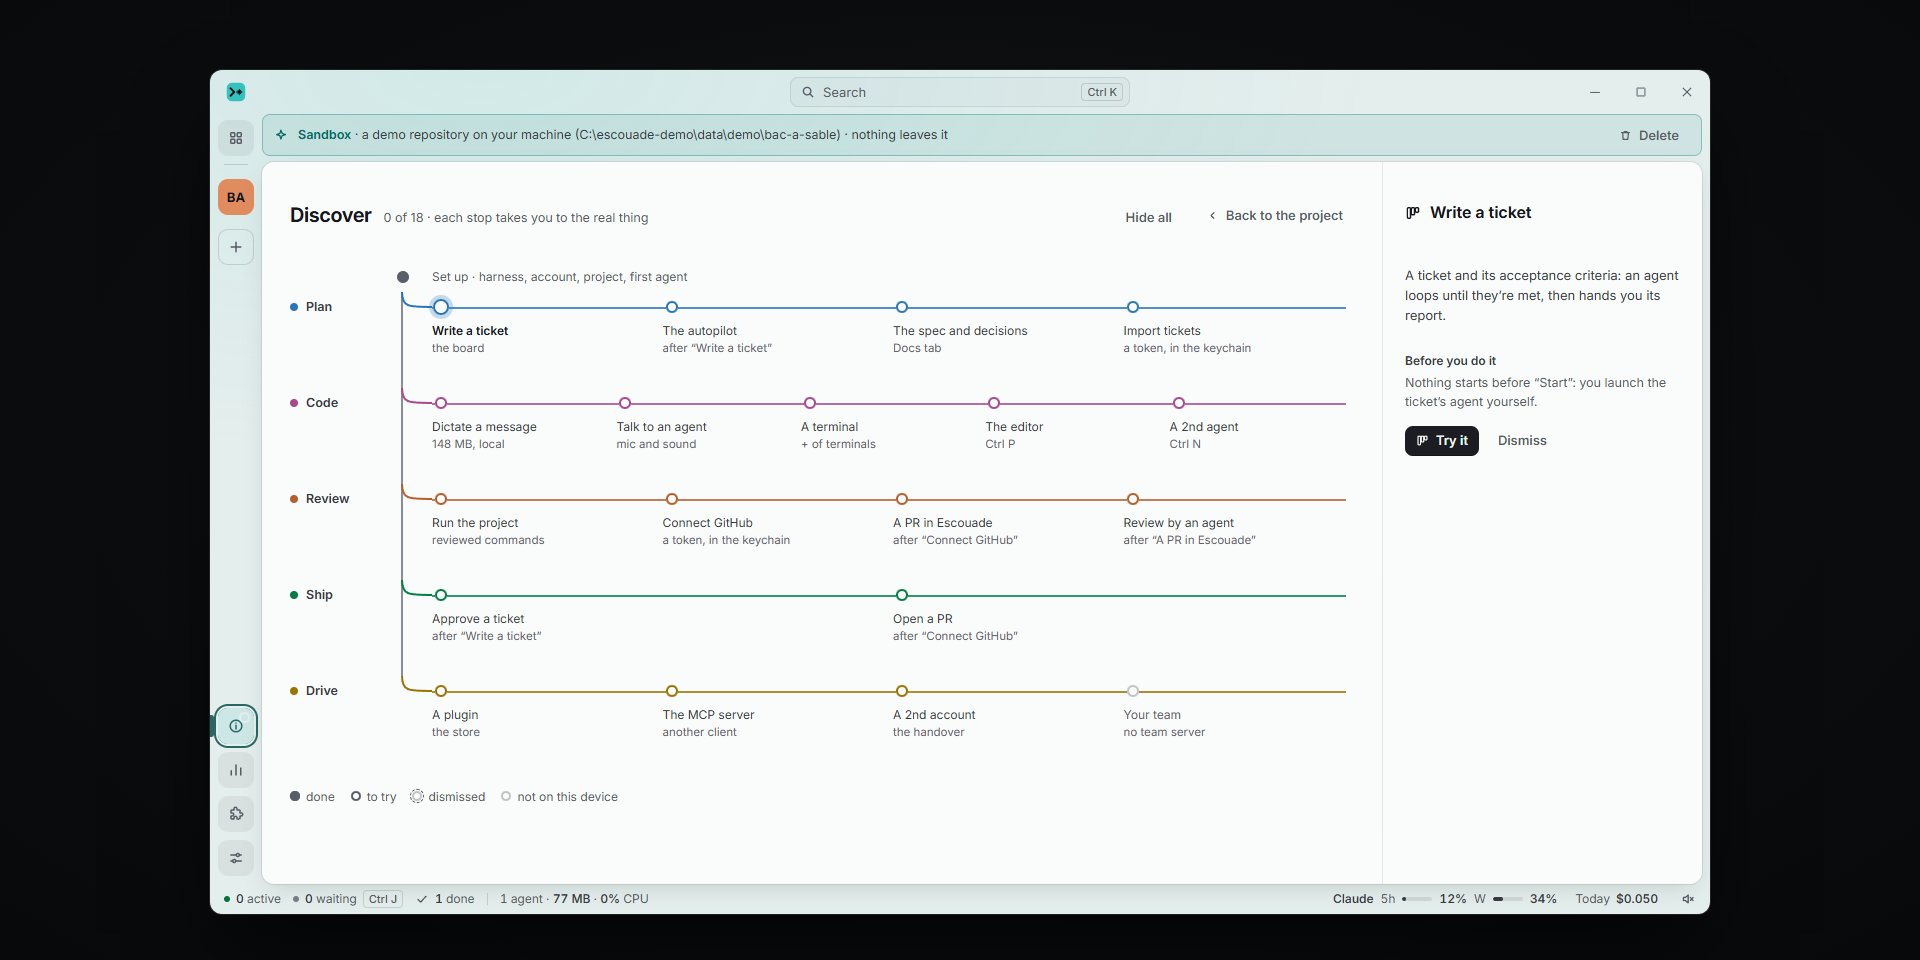 Search Ctrl K
Sandbox · a demo repository on your machine (C:\escouade-demo\data\demo\bac-a-sable) · nothing leaves it Delete
BA
Discover 0 of 18 · each stop takes you to the real thing Hide all Back to the project
Set up · harness, account, project, first agent
Plan
Write a ticket The autopilot The spec and decisions Import tickets
the board after “Write a ticket” Docs tab a token, in the keychain
Code
Dictate a message Talk to an agent A terminal The editor A 2nd agent
148 MB, local mic and sound + of terminals Ctrl P Ctrl N
Review
Run the project Connect GitHub A PR in Escouade Review by an agent
reviewed commands a token, in the keychain after “Connect GitHub” after “A PR in Escouade”
Ship
Approve a ticket Open a PR
after “Write a ticket” after “Connect GitHub”
Drive
A plugin The MCP server A 2nd account Your team
the store another client the handover no team server
done to try dismissed not on this device
Write a ticket
A ticket and its acceptance criteria: an agent
loops until they’re met, then hands you its
report.
Before you do it
Nothing starts before “Start”: you launch the
ticket’s agent yourself.
Try it Dismiss
0 active 0 waiting Ctrl J 1 done 1 agent · 77 MB · 0% CPU Claude 5h 12% W 34% Today $0.050